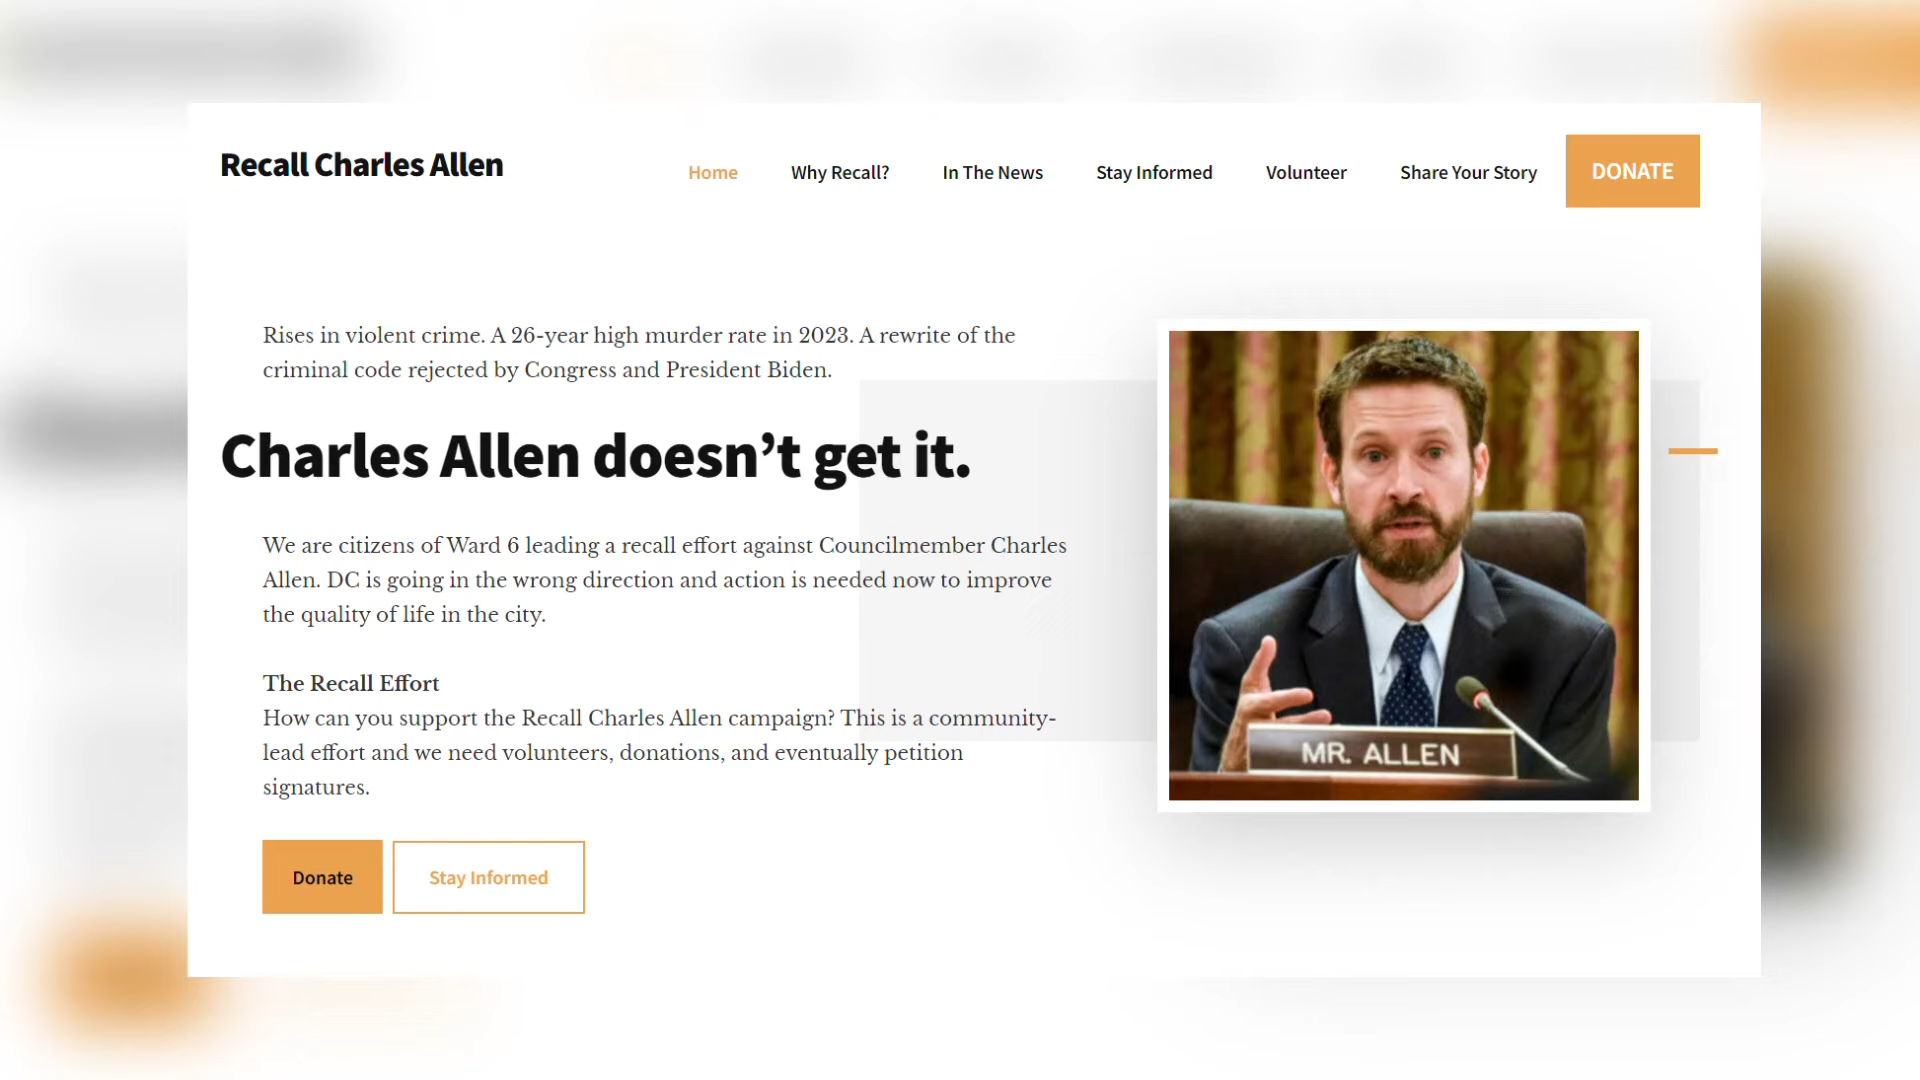 Recall Charles Allen
Home
Why Recall?
In The News
Stay Informed
Volunteer
Share Your Story
DONATE
Rises in violent crime. A 26-year high murder rate in 2023. A rewrite of the
criminal code rejected by Congress and President Biden.
Charles Allen doesn’t get it.
We are citizens of Ward 6 leading a recall effort against Councilmember Charles
Allen. DC is going in the wrong direction and action is needed now to improve
the quality of life in the city.
The Recall Effort
How can you support the Recall Charles Allen campaign? This is a community-
lead effort and we need volunteers, donations, and eventually petition
signatures.
Donate
Stay Informed
MR. ALLEN